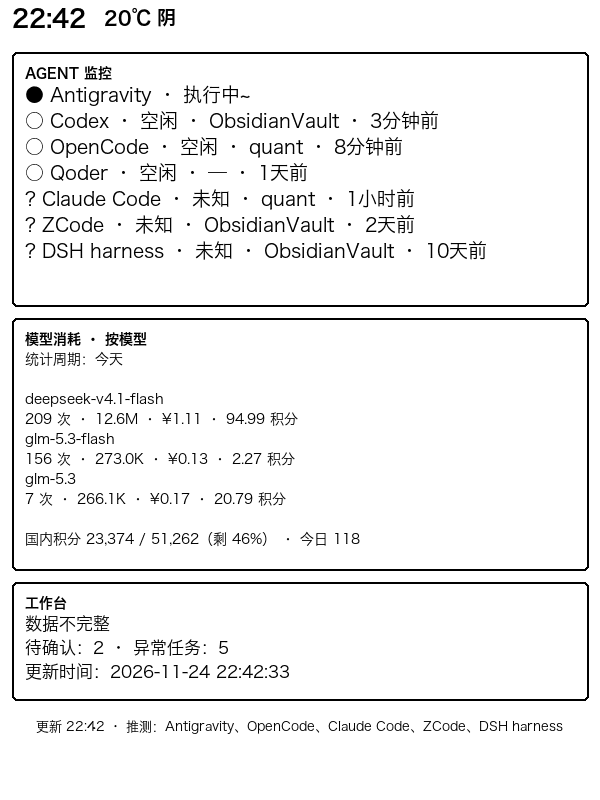 22:42 20°C 阴
AGENT 监控
● Antigravity · 执行中~
○ Codex · 空闲 · ObsidianVault · 3分钟前
○ OpenCode · 空闲 · quant · 8分钟前
○ Qoder · 空闲 · — · 1天前
? Claude Code · 未知 · quant · 1小时前
? ZCode · 未知 · ObsidianVault · 2天前
? DSH harness · 未知 · ObsidianVault · 10天前
模型消耗 · 按模型
统计周期：今天
deepseek-v4.1-flash
209 次 · 12.6M · ¥1.11 · 94.99 积分
glm-5.3-flash
156 次 · 273.0K · ¥0.13 · 2.27 积分
glm-5.3
7 次 · 266.1K · ¥0.17 · 20.79 积分
国内积分 23,374 / 51,262（剩 46%） · 今日 118
工作台
数据不完整
待确认：2 · 异常任务：5
更新时间：2026-11-24 22:42:33
更新 22:42 · 推测：Antigravity、OpenCode、Claude Code、ZCode、DSH harness